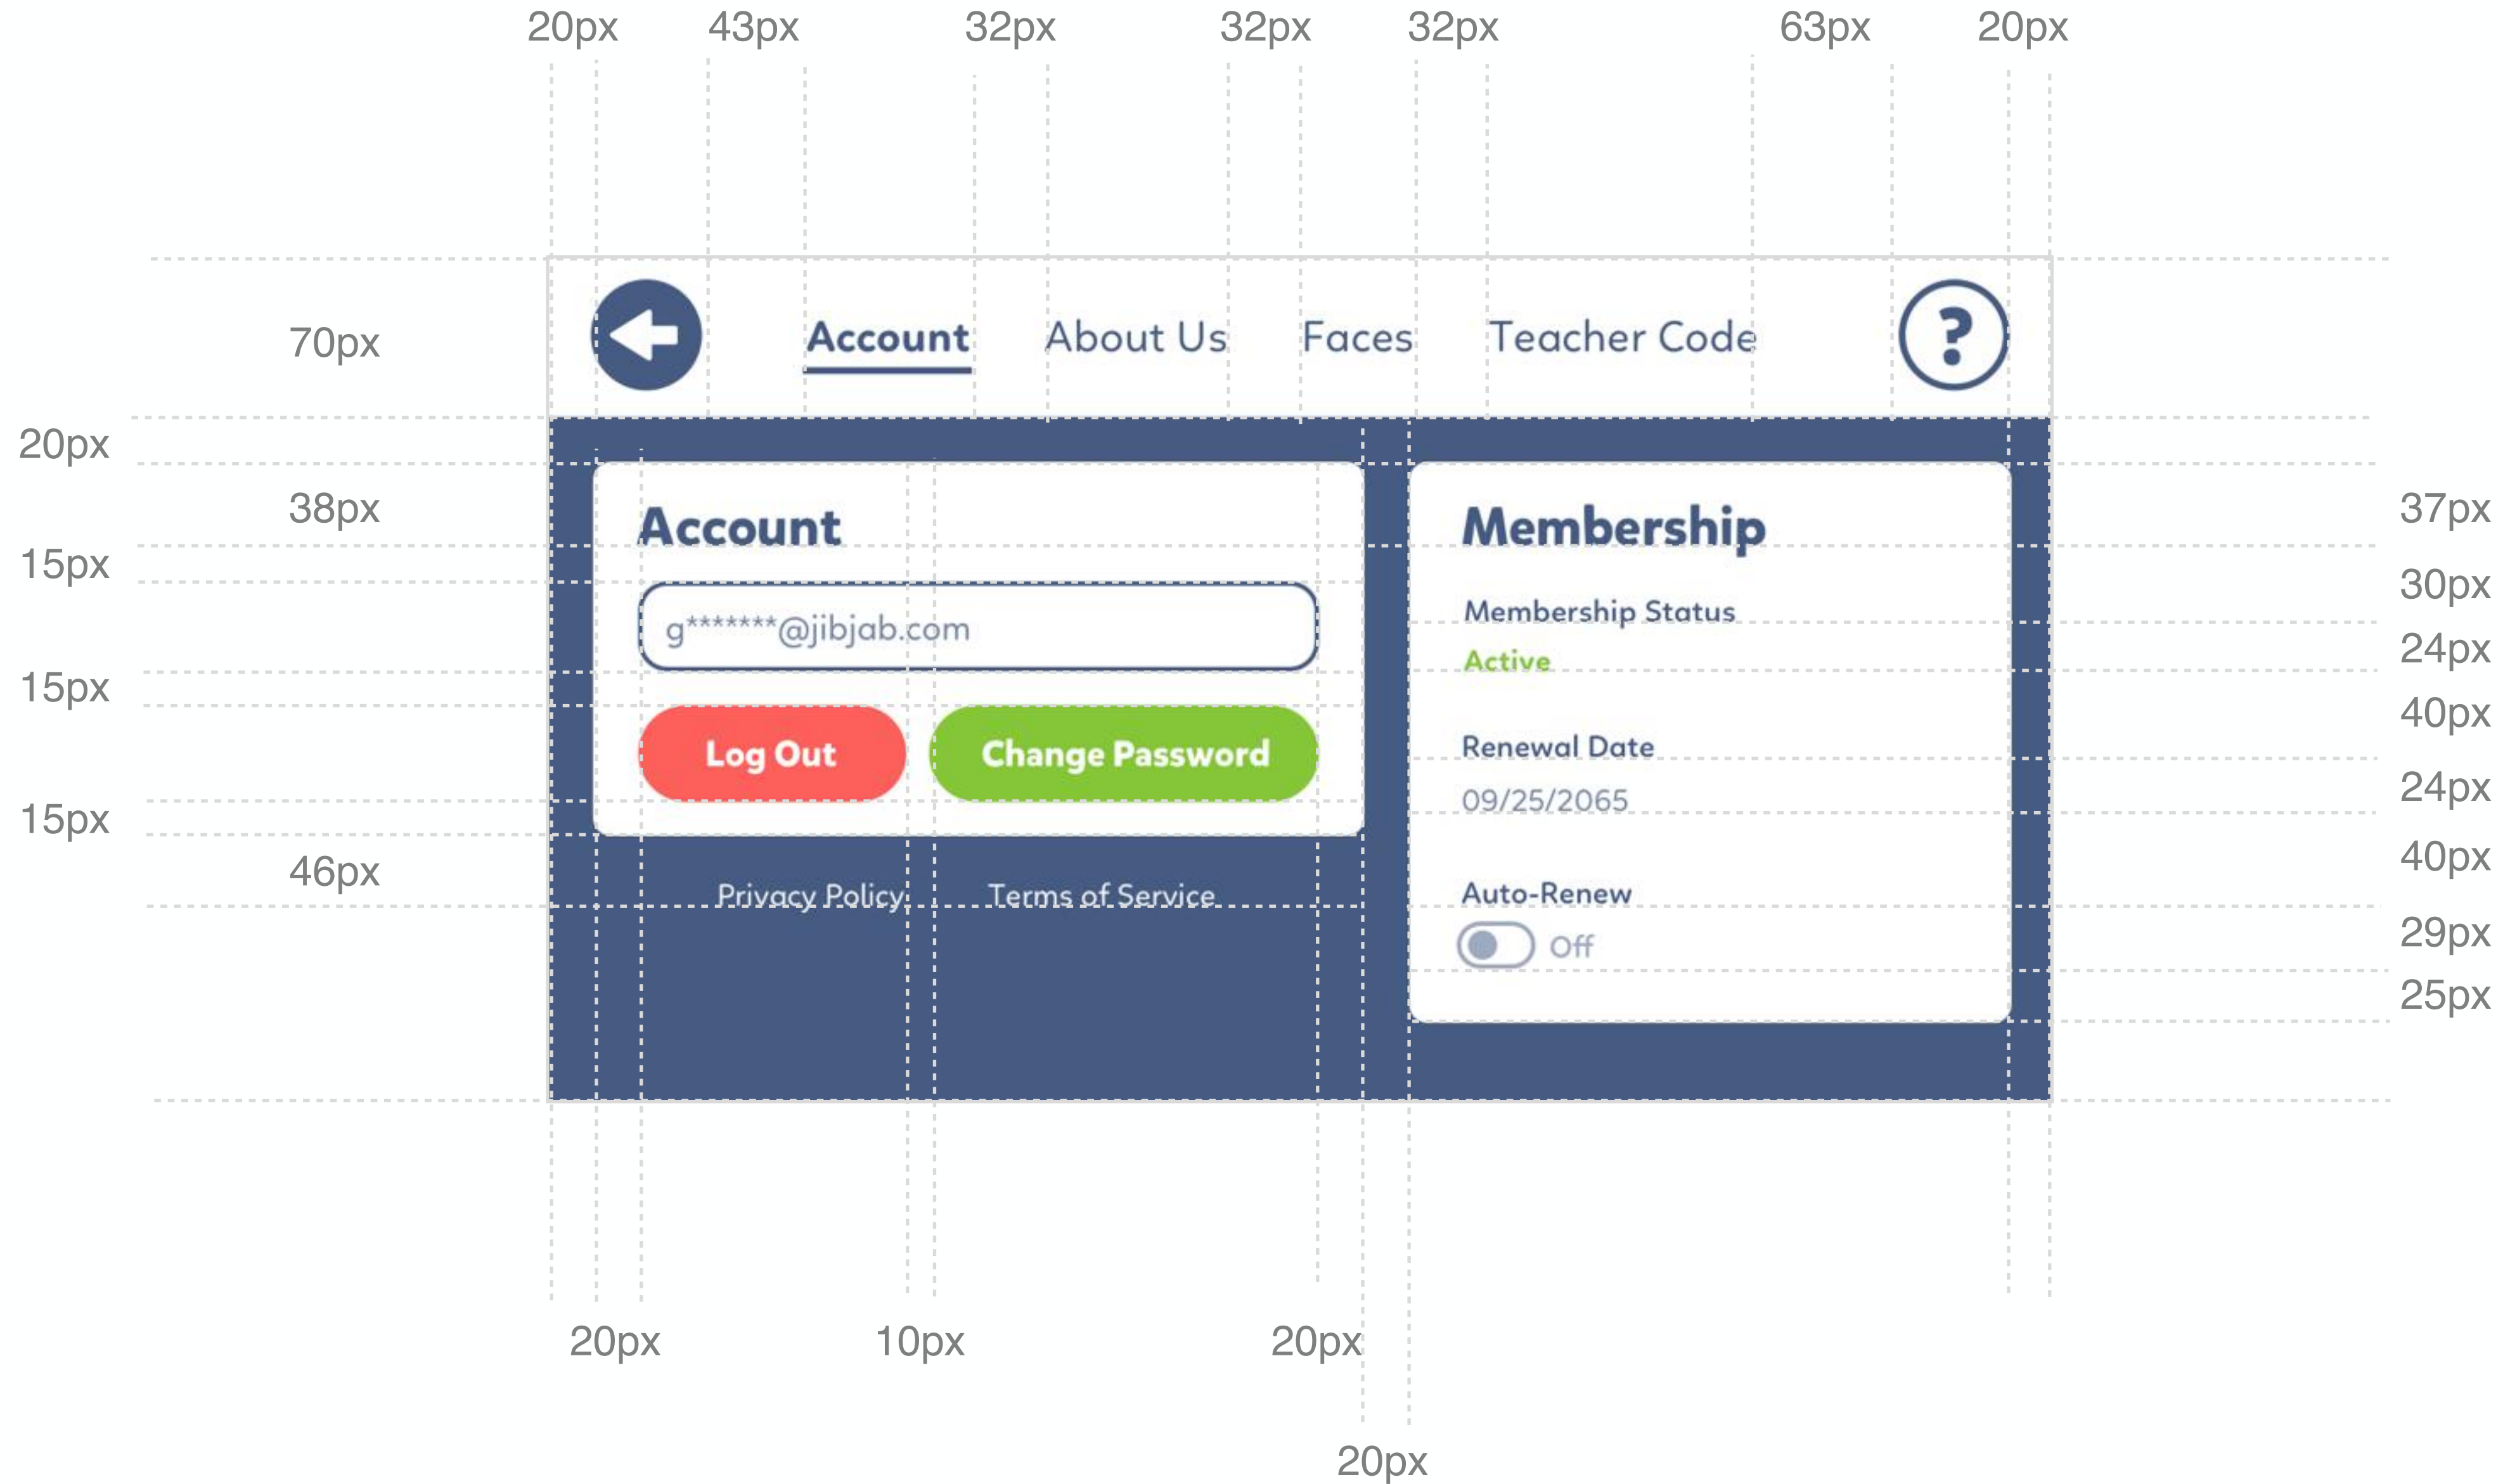 20px 43px 32px 32px 32px 63px 20px
70px
Account About Us Faces Teacher Code ?
20px
38px
15px
15px
15px
46px
Account
g*******@jibjab.com
Log Out Change Password
Privacy Policy Terms of Service
Membership
Membership Status
Active
Renewal Date
09/25/2065
Auto-Renew
Off
37px
30px
24px
40px
24px
40px
29px
25px
20px 10px 20px
20px